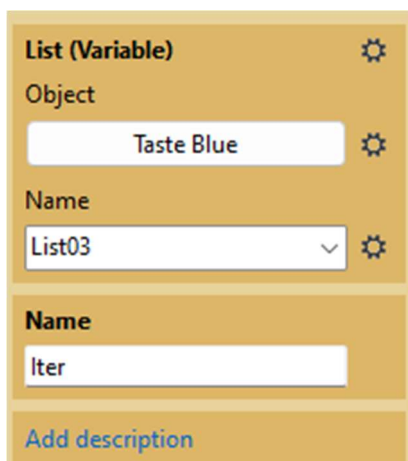 List (Variable)
Object
Taste Blue
Name
List03
Name
Iter
Add description